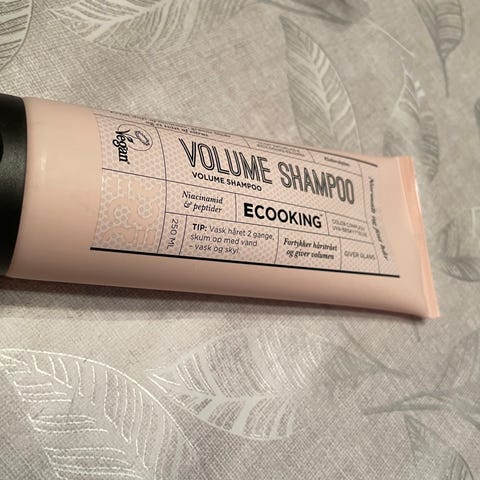 Vegan
VOLUME SHAMPOO
VOLUME SHAMPOO
Niacinamid
& peptider
ECOOKING
250 Ml
TIP: Vask håret 2 gange,
skum op med vand
- vask og skyl.
Fortykker hårstrået
og giver volumen
GIVER GLANS